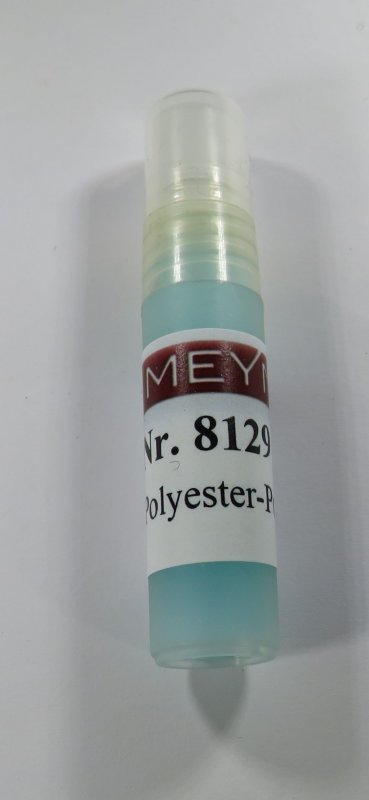 MEY
Nr. 8129
Polyester-P